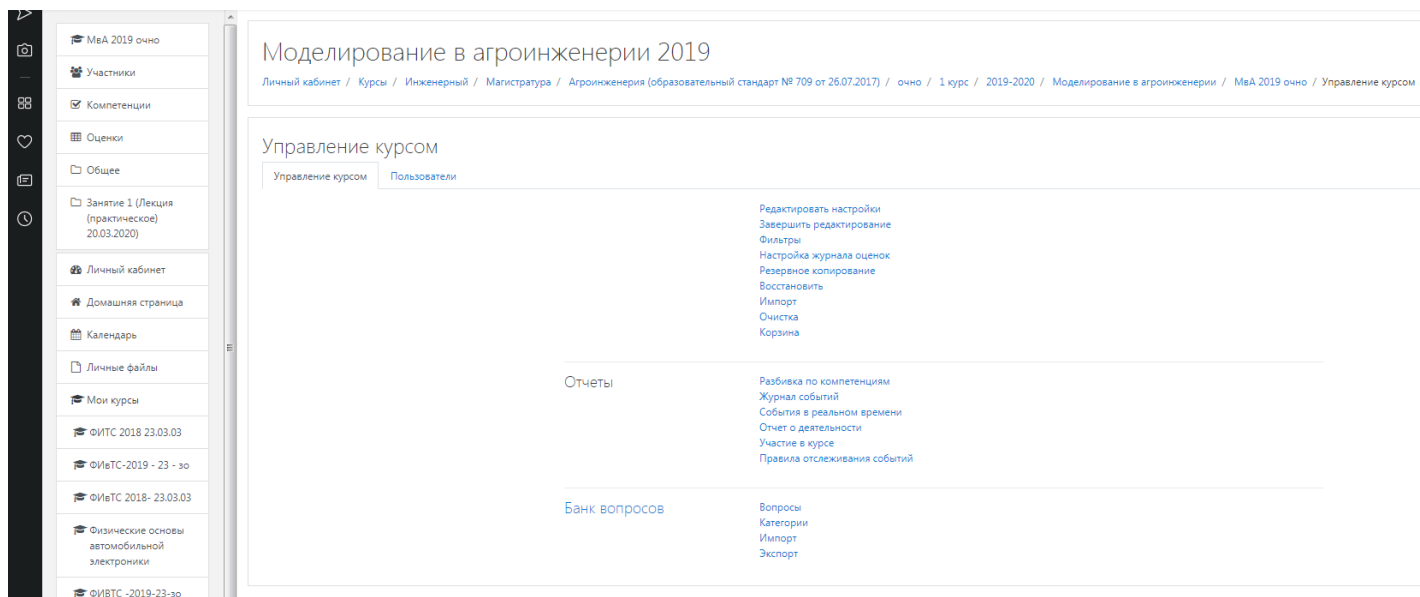 МвА 2019 очно
Участники
Компетенции
Оценки
Общее
Занятие 1 (Лекция
(практическое)
20.03.2020)
Личный кабинет
Домашняя страница
Календарь
Личные файлы
Мои курсы
ФИТС 2018 23.03.03
ФИвТС-2019 - 23 - зо
ФИвТС 2018- 23.03.03
Физические основы
автомобильной
электроники
ФИВТС -2019-23-зо
Моделирование в агроинженерии 2019
Личный кабинет / Курсы / Инженерный / Магистратура / Агроинженерия (образовательный стандарт № 709 от 26.07.2017) / очно / 1 курс / 2019-2020 / Моделирование в агроинженерии / МвА 2019 очно / Управление курсом
Управление курсом
Управление курсом Пользователи
Редактировать настройки
Завершить редактирование
Фильтры
Настройка журнала оценок
Резервное копирование
Восстановить
Импорт
Очистка
Корзина
Отчеты
Разбивка по компетенциям
Журнал событий
События в реальном времени
Отчет о деятельности
Участие в курсе
Правила отслеживания событий
Банк вопросов
Вопросы
Категории
Импорт
Экспорт